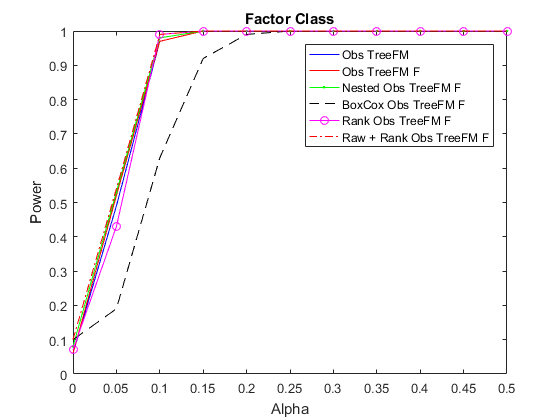 Factor Class
Power
1
0.9
0.8
0.7
0.6
0.5
0.4
0.3
0.2
0.1
0
Obs TreeFM
Obs TreeFM F
Nested Obs TreeFM F
BoxCox Obs TreeFM F
Rank Obs TreeFM F
Raw + Rank Obs TreeFM F
0 0.05 0.1 0.15 0.2 0.25 0.3 0.35 0.4 0.45 0.5
Alpha